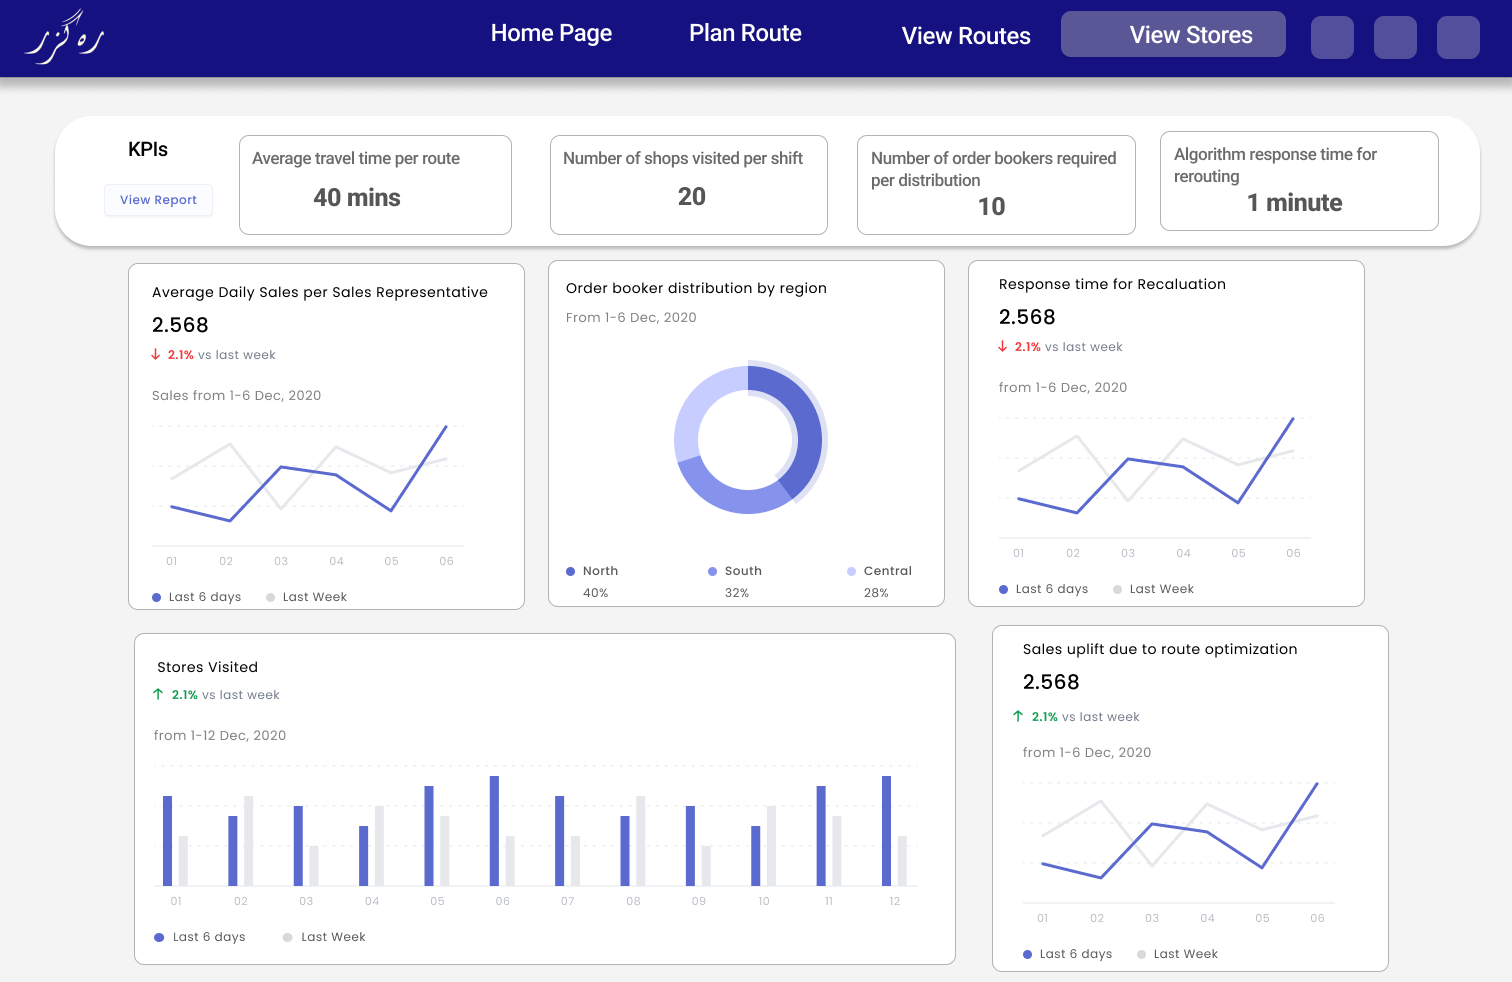 رہ گزر
Home Page
Plan Route
View Routes
View Stores
KPIs
View Report
Average travel time per route
40 mins
Number of shops visited per shift
20
Number of order bookers required
per distribution
10
Algorithm response time for
rerouting
1 minute
Average Daily Sales per Sales Representative
2.568
2.1% vs last week
Sales from 1-6 Dec, 2020
01 02 03 04 05 06
Last 6 days Last Week
Order booker distribution by region
From 1-6 Dec, 2020
North South Central
40% 32% 28%
Response time for Recaluation
2.568
2.1% vs last week
from 1-6 Dec, 2020
01 02 03 04 05 06
Last 6 days Last Week
Stores Visited
2.1% vs last week
from 1-12 Dec, 2020
01 02 03 04 05 06 07 08 09 10 11 12
Last 6 days Last Week
Sales uplift due to route optimization
2.568
2.1% vs last week
from 1-6 Dec, 2020
01 02 03 04 05 06
Last 6 days Last Week